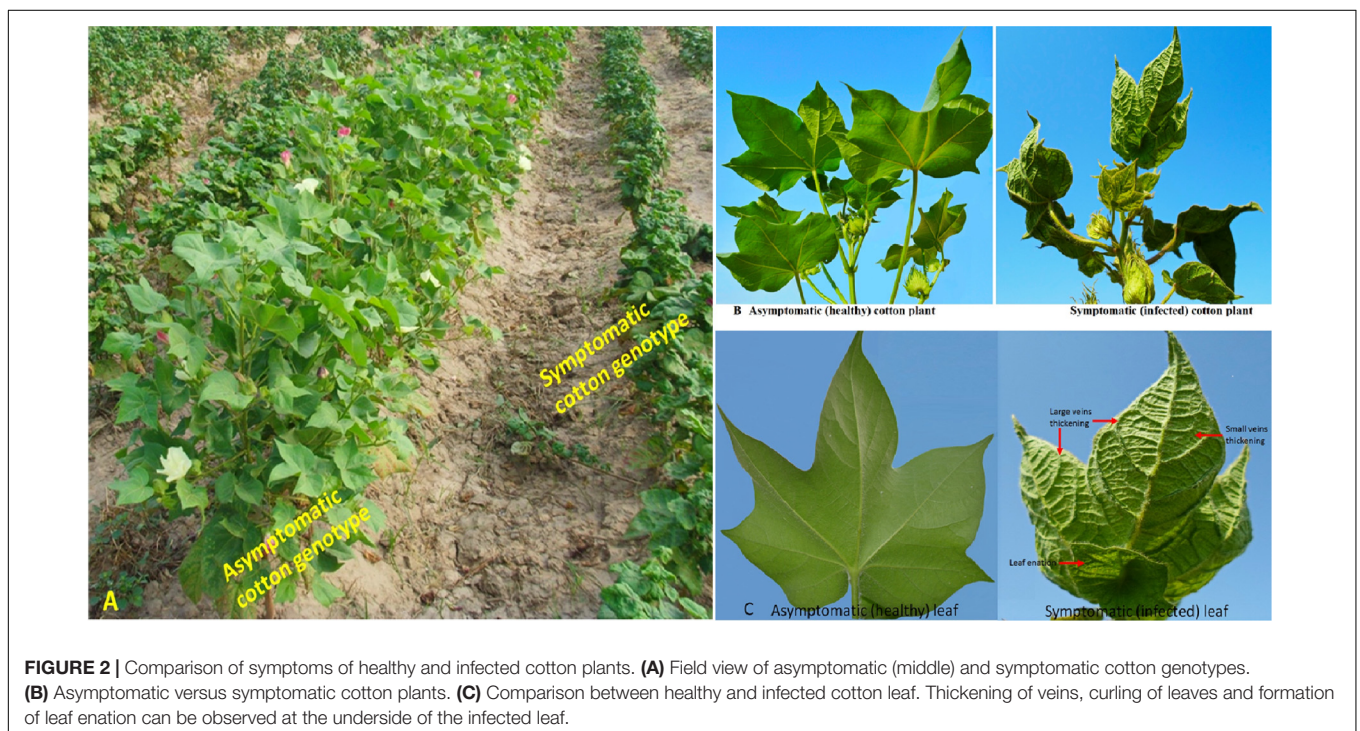 Asymptomatic
cotton genotype
Symptomatic
cotton genotype
A
B Asymptomatic (healthy) cotton plant
Symptomatic (infected) cotton plant
Large veins
thickening
Small veins
thickening
Leaf enation
C Asymptomatic (healthy) leaf
Symptomatic (infected) leaf
FIGURE 2 | Comparison of symptoms of healthy and infected cotton plants. (A) Field view of asymptomatic (middle) and symptomatic cotton genotypes.
(B) Asymptomatic versus symptomatic cotton plants. (C) Comparison between healthy and infected cotton leaf. Thickening of veins, curling of leaves and formation
of leaf enation can be observed at the underside of the infected leaf.